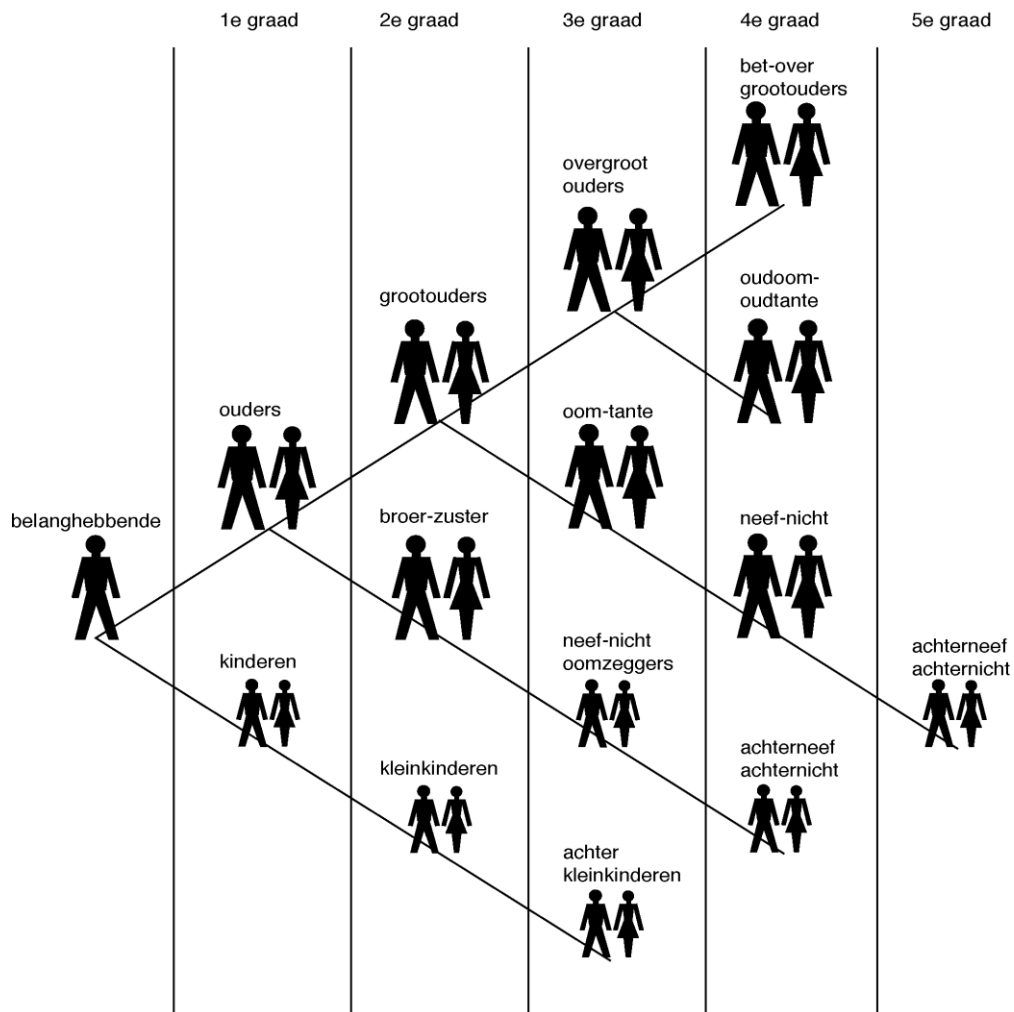 1e graad
2e graad
3e graad
4e graad
5e graad
bet-over
grootouders
overgroot
ouders
oudoom-
oudtante
grootouders
ouders
oom-tante
belanghebbende
broer-zuster
neef-nicht
kinderen
neef-nicht
oomzeggers
achterneef
achternicht
kleinkinderen
achterneef
achternicht
achter
kleinkinderen